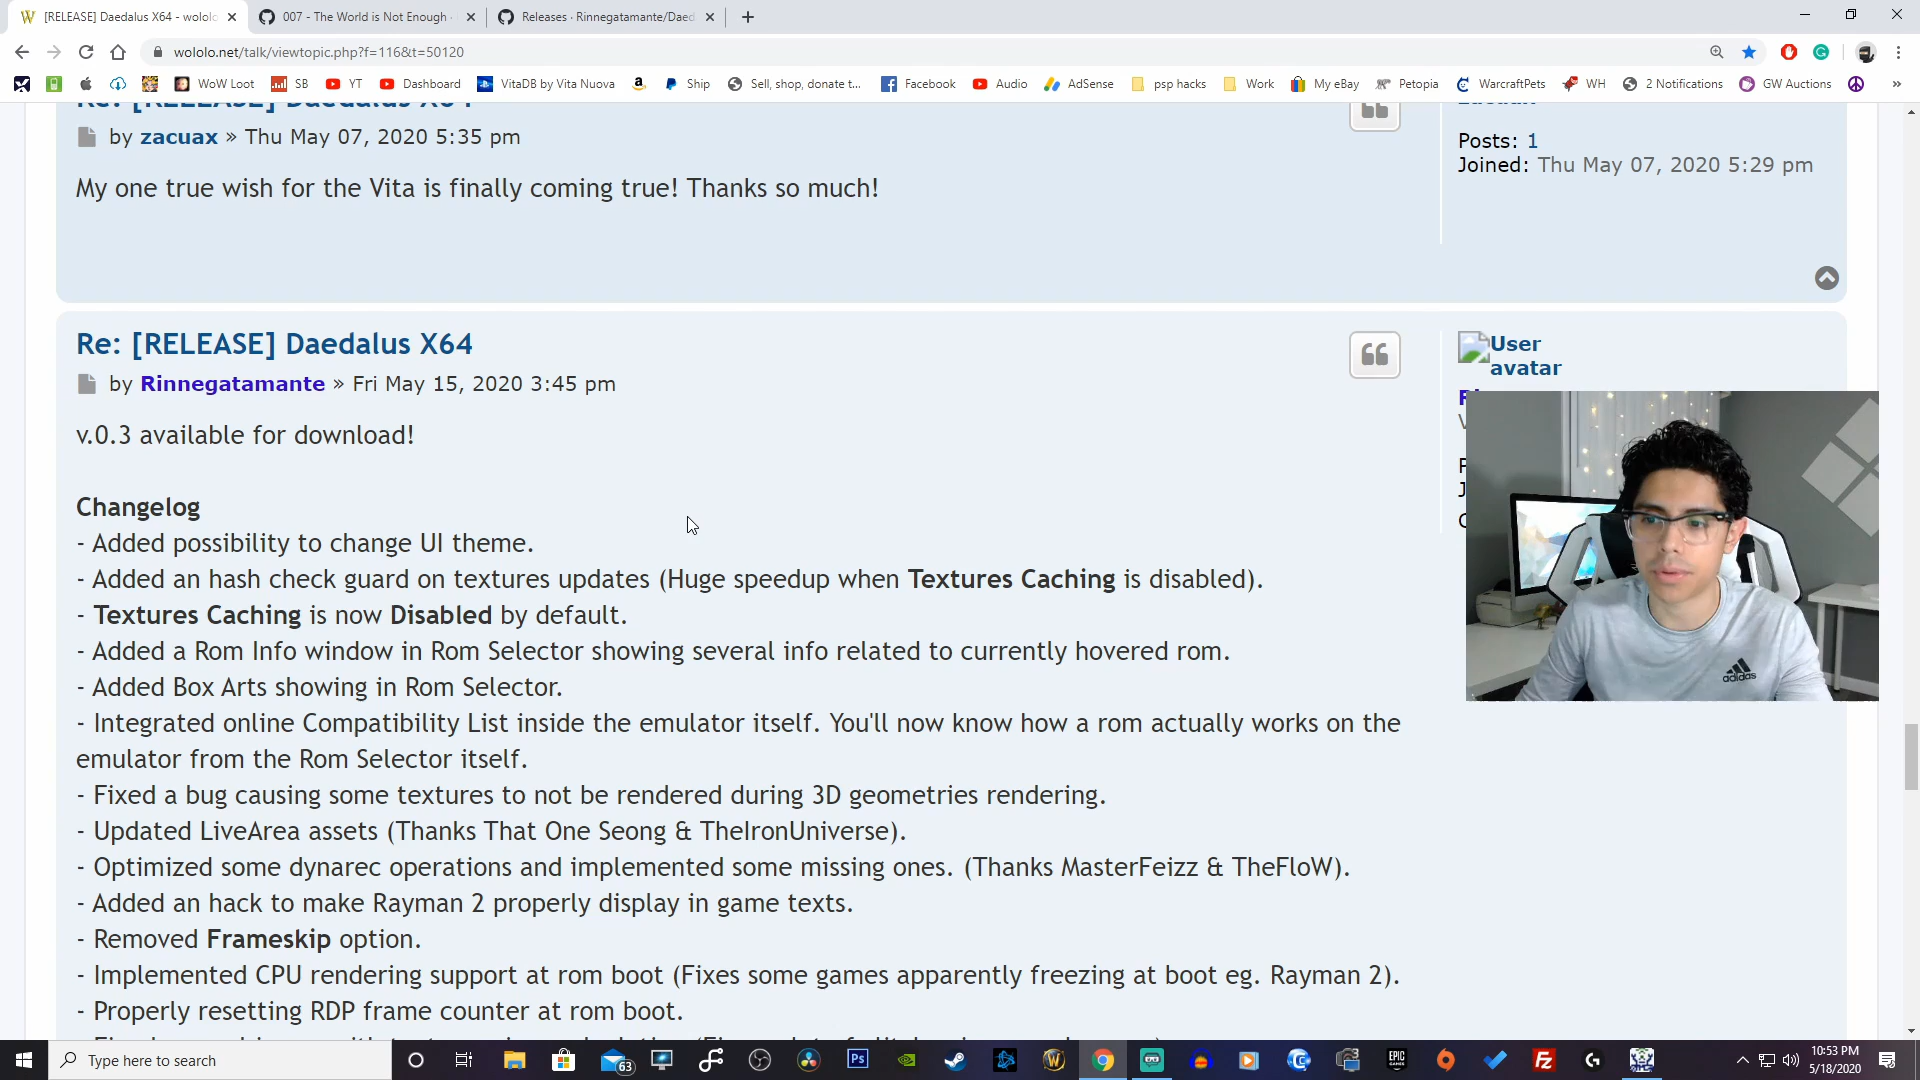 [RELEASE] Daedalus X64 - wololo
007 - The World is Not Enough
Releases · Rinnegatamante/Daed
wololo.net/talk/viewtopic.php?f=116&t=50120
WoW Loot
SB
YT
Dashboard
VitaDB by Vita Nuova
Ship
Sell, shop, donate t...
Facebook
Audio
AdSense
psp hacks
Work
My eBay
Petopia
WarcraftPets
WH
2 Notifications
GW Auctions
»
Re: [RELEASE] Daedalus X64
by zacuax » Thu May 07, 2020 5:35 pm
Posts: 1
Joined: Thu May 07, 2020 5:29 pm
My one true wish for the Vita is finally coming true! Thanks so much!
Re: [RELEASE] Daedalus X64
by Rinnegatamante » Fri May 15, 2020 3:45 pm
User
avatar
v.0.3 available for download!
Changelog
- Added possibility to change UI theme.
- Added an hash check guard on textures updates (Huge speedup when Textures Caching is disabled).
- Textures Caching is now Disabled by default.
- Added a Rom Info window in Rom Selector showing several info related to currently hovered rom.
- Added Box Arts showing in Rom Selector.
- Integrated online Compatibility List inside the emulator itself. You'll now know how a rom actually works on the
emulator from the Rom Selector itself.
- Fixed a bug causing some textures to not be rendered during 3D geometries rendering.
- Updated LiveArea assets (Thanks That One Seong & TheIronUniverse).
- Optimized some dynarec operations and implemented some missing ones. (Thanks MasterFeizz & TheFloW).
- Added an hack to make Rayman 2 properly display in game texts.
- Removed Frameskip option.
- Implemented CPU rendering support at rom boot (Fixes some games apparently freezing at boot eg. Rayman 2).
- Properly resetting RDP frame counter at rom boot.
adidas
Type here to search
63
Ps
EPIC
GAMES
Fz
10:53 PM
5/18/2020